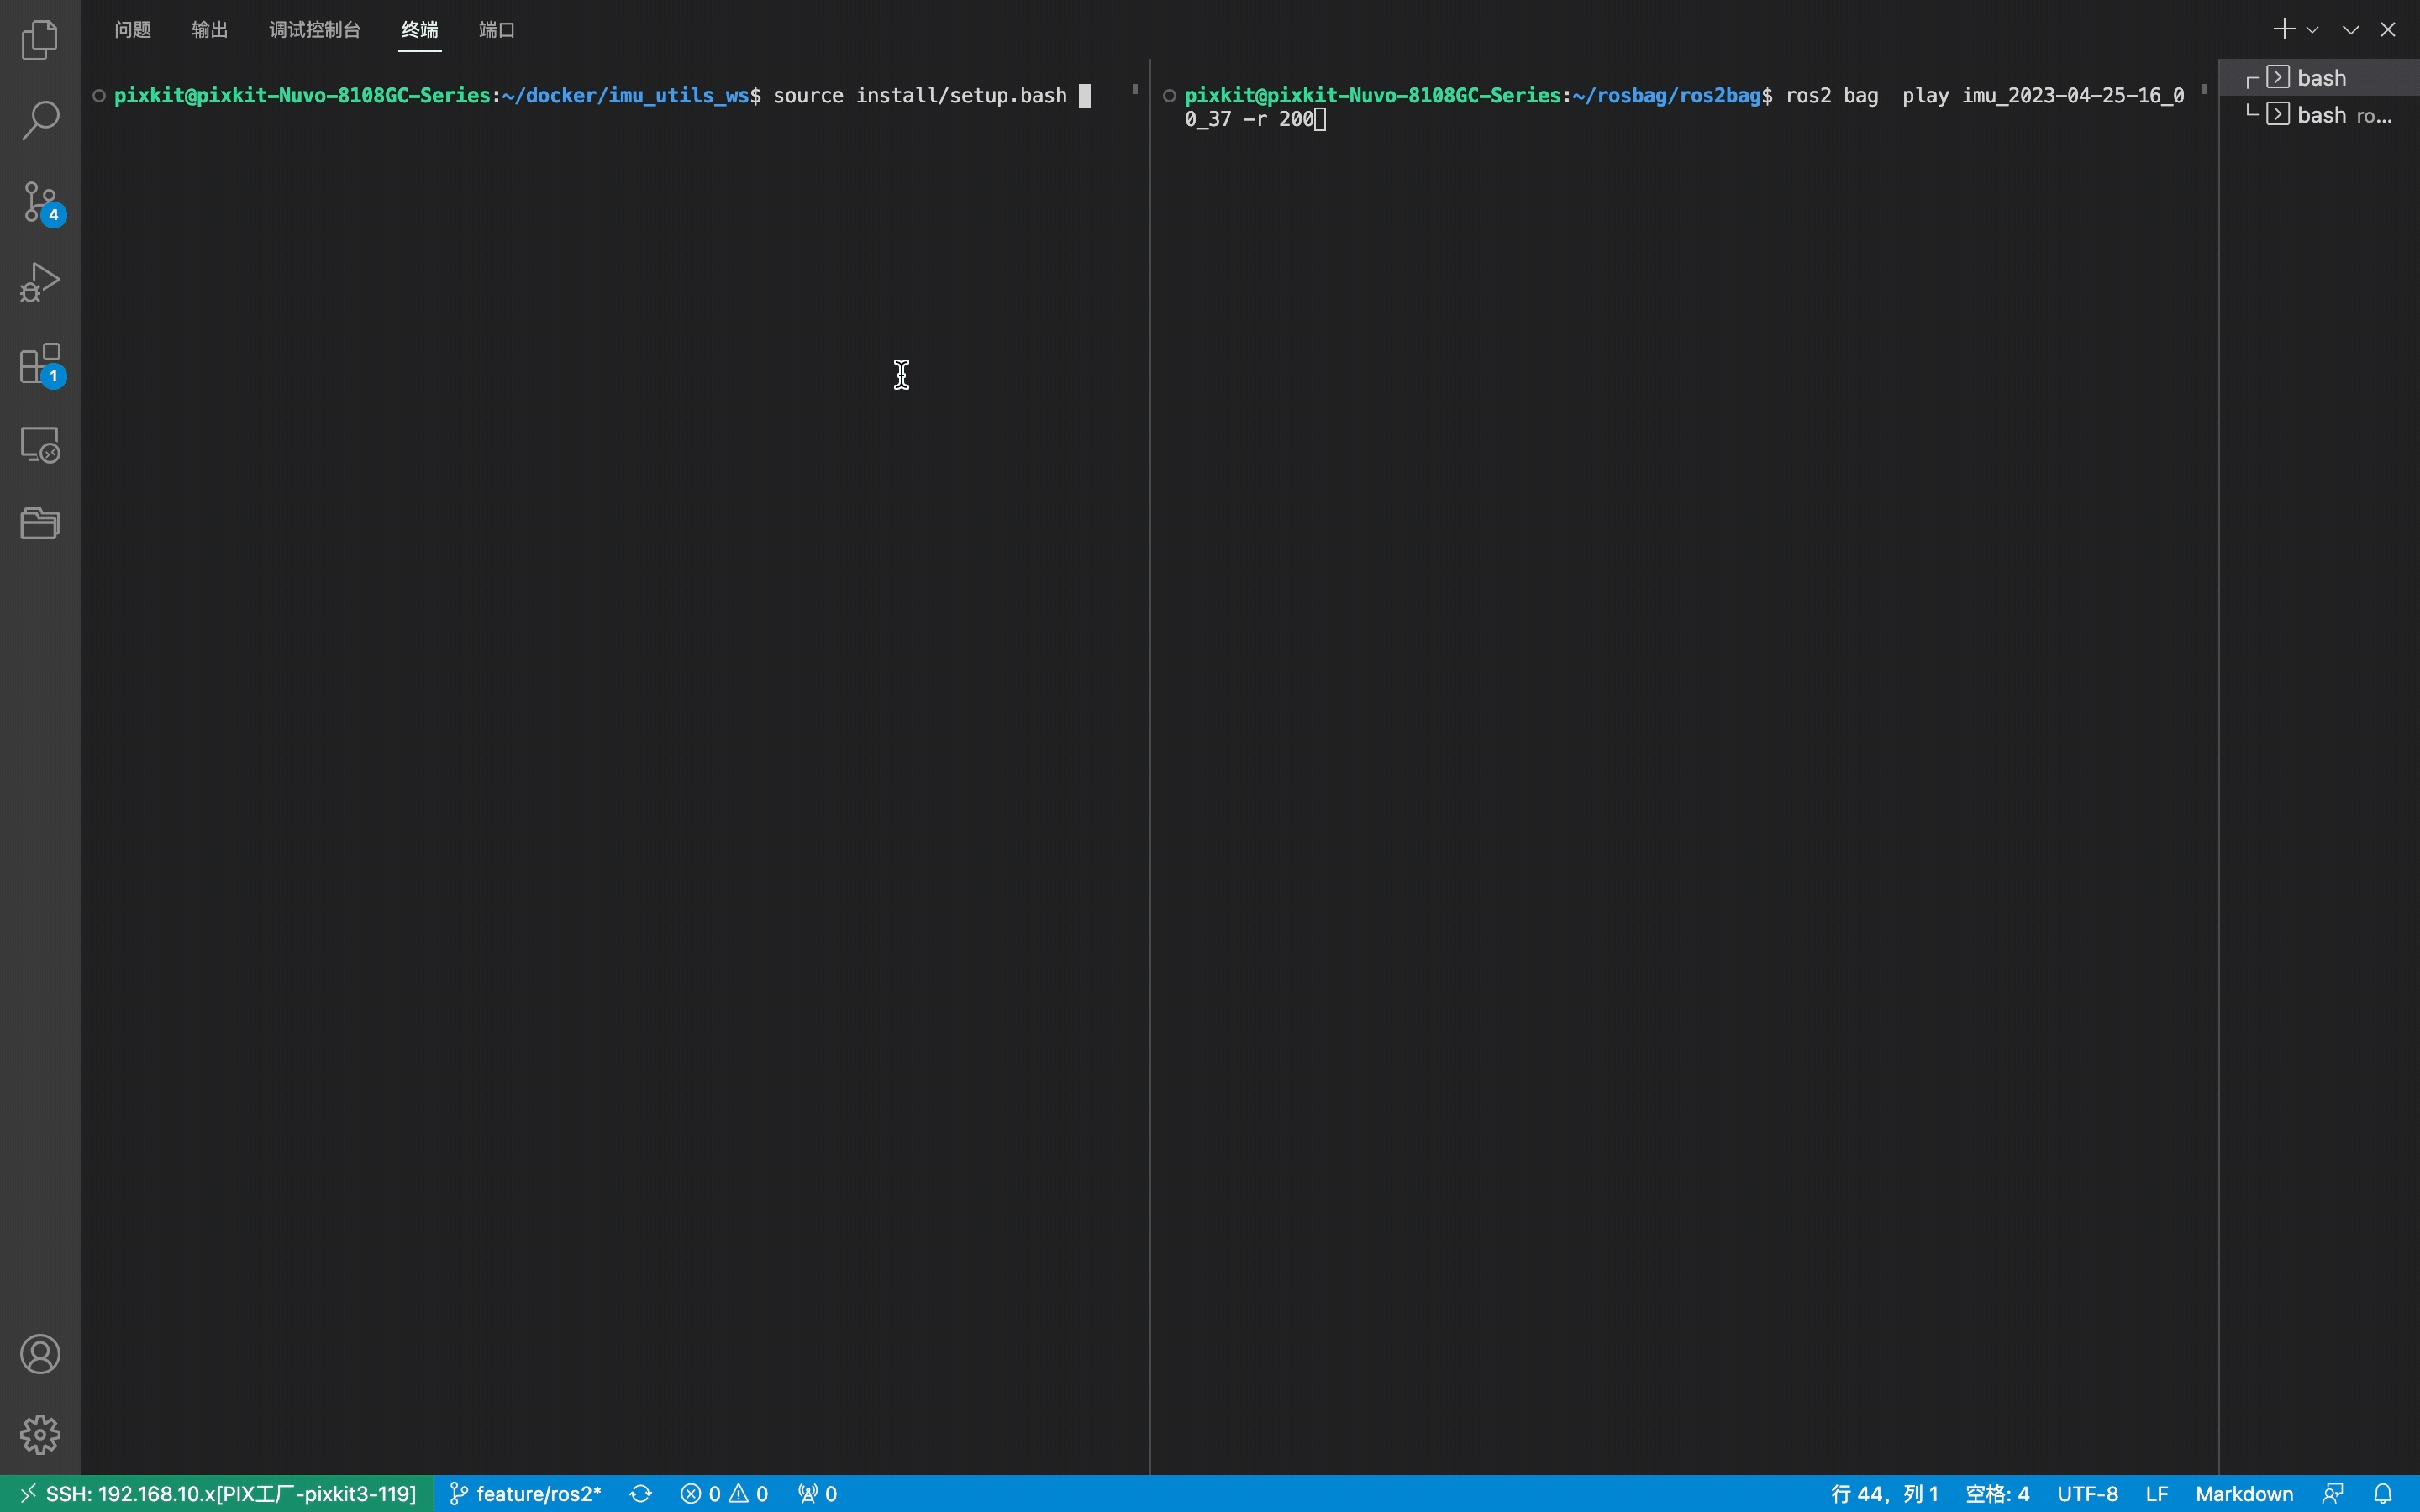 问题 输出 调试控制台 终端 端口
pixkit@pixkit-Nuvo-8108GC-Series:~/docker/imu_utils_ws$ source install/setup.bash
pixkit@pixkit-Nuvo-8108GC-Series:~/rosbag/ros2bag$ ros2 bag  play imu_2023-04-25-16_0
0_37 -r 200
bash
bash ro...
4
1
SSH: 192.168.10.x[PIX工厂-pixkit3-119] feature/ros2* 0 0 0 行 44，列 1 空格: 4 UTF-8 LF Markdown